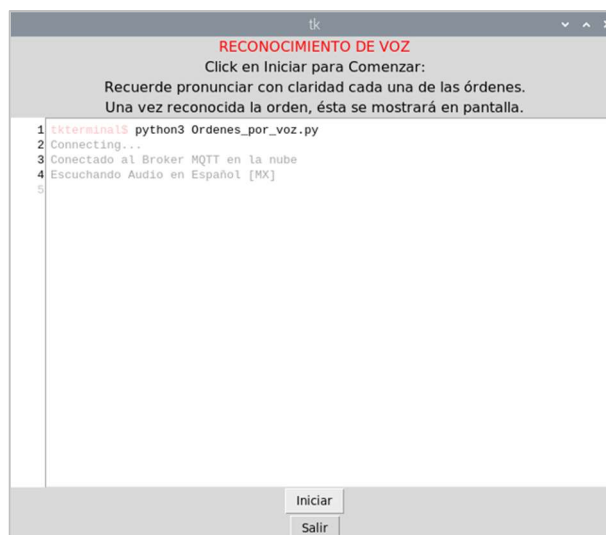 tk
RECONOCIMIENTO DE VOZ
Click en Iniciar para Comenzar:
Recuerde pronunciar con claridad cada una de las órdenes.
Una vez reconocida la orden, ésta se mostrará en pantalla.
1 tkterminal$ python3 Ordenes_por_voz.py
2 Connecting...
3 Conectado al Broker MQTT en la nube
4 Escuchando Audio en Español [MX]
5
Iniciar
Salir